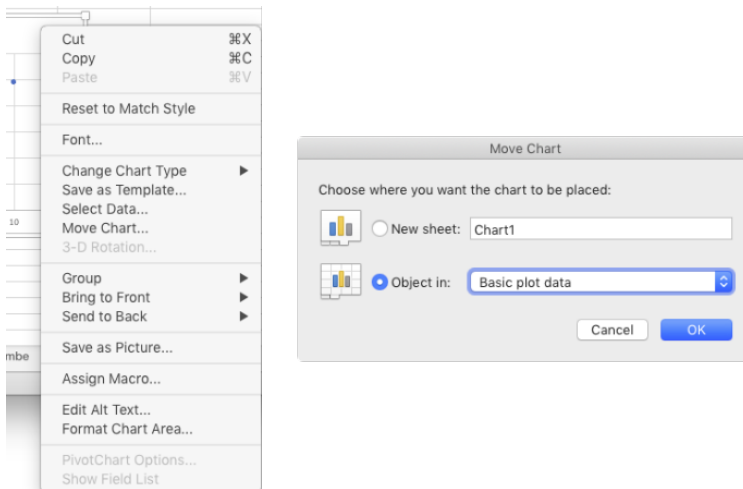 Cut ⌘X
Copy ⌘C
Paste ⌘V
Reset to Match Style
Font...
Change Chart Type
Save as Template...
Select Data...
Move Chart...
3-D Rotation...
Group
Bring to Front
Send to Back
Save as Picture...
Assign Macro...
Edit Alt Text...
Format Chart Area...
PivotChart Options...
Show Field List
10
mbe
Move Chart
Choose where you want the chart to be placed:
New sheet: Chart1
Object in: Basic plot data
Cancel OK